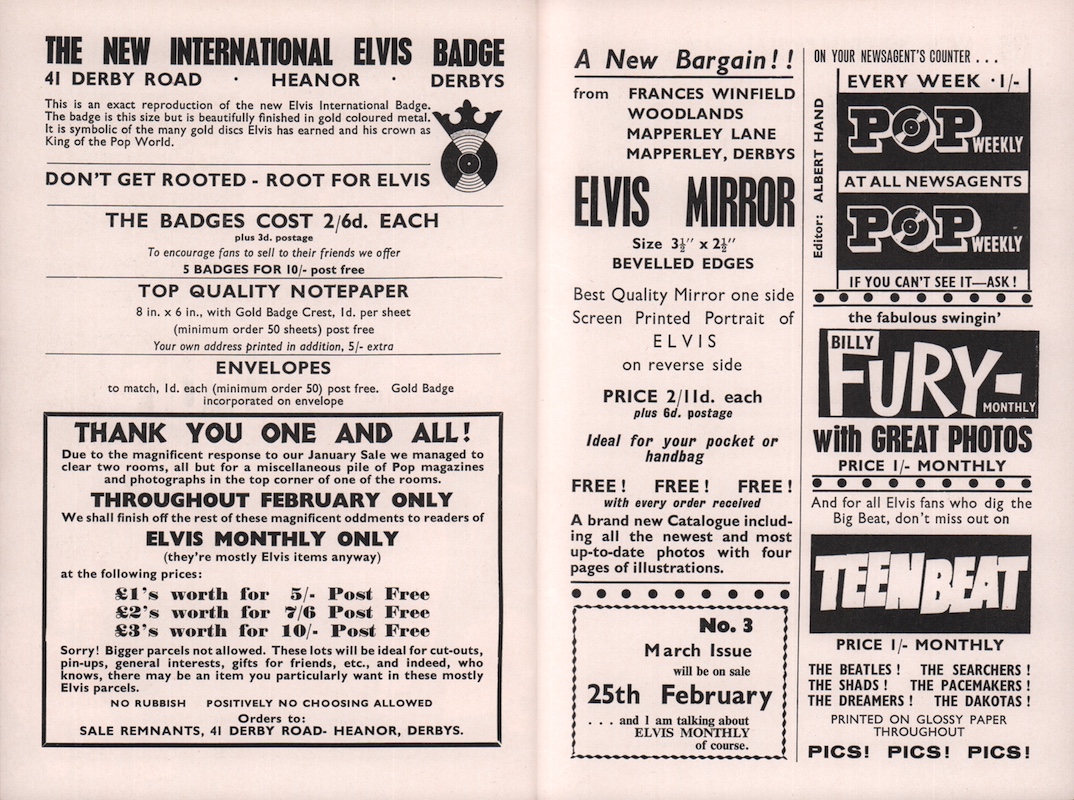 THE NEW INTERNATIONAL ELVIS BADGE
41 DERBY ROAD · HEANOR · DERBYS
This is an exact reproduction of the new Elvis International Badge.
The badge is this size but is beautifully finished in gold coloured metal.
It is symbolic of the many gold discs Elvis has earned and his crown as
King of the Pop World.
DON'T GET ROOTED - ROOT FOR ELVIS
THE BADGES COST 2/6d. EACH
plus 3d. postage
To encourage fans to sell to their friends we offer
5 BADGES FOR 10/- post free
TOP QUALITY NOTEPAPER
8 in. x 6 in., with Gold Badge Crest, 1d. per sheet
(minimum order 50 sheets) post free
Your own address printed in addition, 5/- extra
ENVELOPES
to match, 1d. each (minimum order 50) post free. Gold Badge
incorporated on envelope
THANK YOU ONE AND ALL!
Due to the magnificent response to our January Sale we managed to
clear two rooms, all but for a miscellaneous pile of Pop magazines
and photographs in the top corner of one of the rooms.
THROUGHOUT FEBRUARY ONLY
We shall finish off the rest of these magnificent oddments to readers of
ELVIS MONTHLY ONLY
(they're mostly Elvis items anyway)
at the following prices:
£1's worth for 5/- Post Free
£2's worth for 7/6 Post Free
£3's worth for 10/- Post Free
Sorry! Bigger parcels not allowed. These lots will be ideal for cut-outs,
pin-ups, general interests, gifts for friends, etc., and indeed, who
knows, there may be an item you particularly want in these mostly
Elvis parcels.
NO RUBBISH POSITIVELY NO CHOOSING ALLOWED
Orders to:
SALE REMNANTS, 41 DERBY ROAD- HEANOR, DERBYS.
A New Bargain!!
from FRANCES WINFIELD
WOODLANDS
MAPPERLEY LANE
MAPPERLEY, DERBYS
ELVIS MIRROR
Size 3½″ x 2½″
BEVELLED EDGES
Best Quality Mirror one side
Screen Printed Portrait of
ELVIS
on reverse side
PRICE 2/11d. each
plus 6d. postage
Ideal for your pocket or
handbag
FREE! FREE! FREE!
with every order received
A brand new Catalogue includ-
ing all the newest and most
up-to-date photos with four
pages of illustrations.
No. 3
March Issue
will be on sale
25th February
. . . and I am talking about
ELVIS MONTHLY
of course.
ON YOUR NEWSAGENT'S COUNTER . . .
EVERY WEEK · 1/-
Editor: ALBERT HAND
POP WEEKLY
AT ALL NEWSAGENTS
POP WEEKLY
IF YOU CAN'T SEE IT—ASK!
the fabulous swingin'
BILLY
FURY-
MONTHLY
with GREAT PHOTOS
PRICE 1/- MONTHLY
And for all Elvis fans who dig the
Big Beat, don't miss out on
TEENBEAT
PRICE 1/- MONTHLY
THE BEATLES! THE SEARCHERS!
THE SHADS! THE PACEMAKERS!
THE DREAMERS! THE DAKOTAS!
PRINTED ON GLOSSY PAPER
THROUGHOUT
PICS! PICS! PICS!